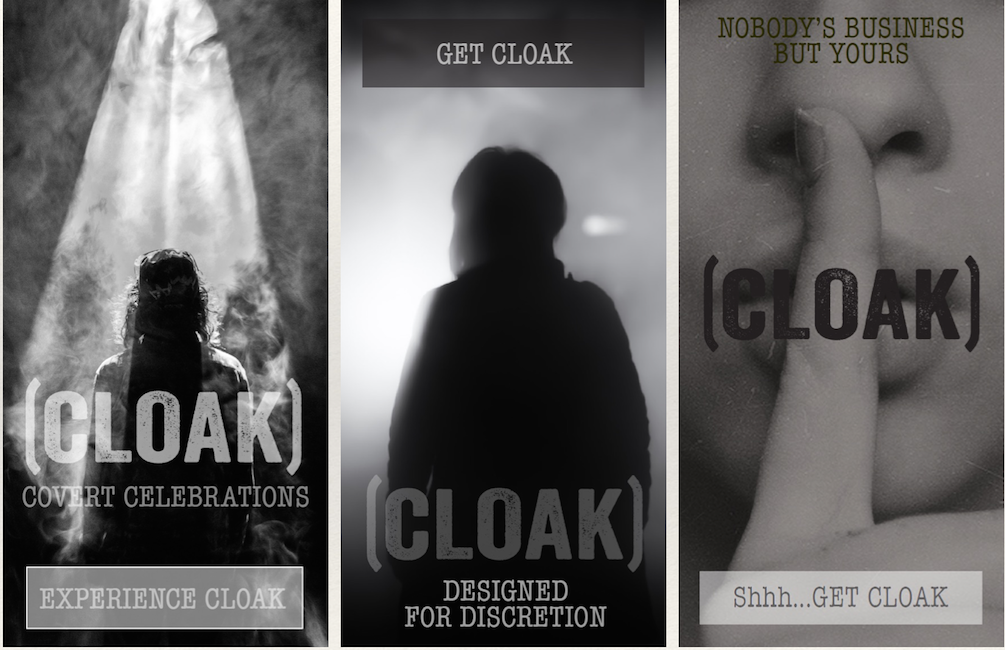 (CLOAK)
COVERT CELEBRATIONS
EXPERIENCE CLOAK
GET CLOAK
(CLOAK)
DESIGNED
FOR DISCRETION
NOBODY'S BUSINESS
BUT YOURS
(CLOAK)
Shhh...GET CLOAK